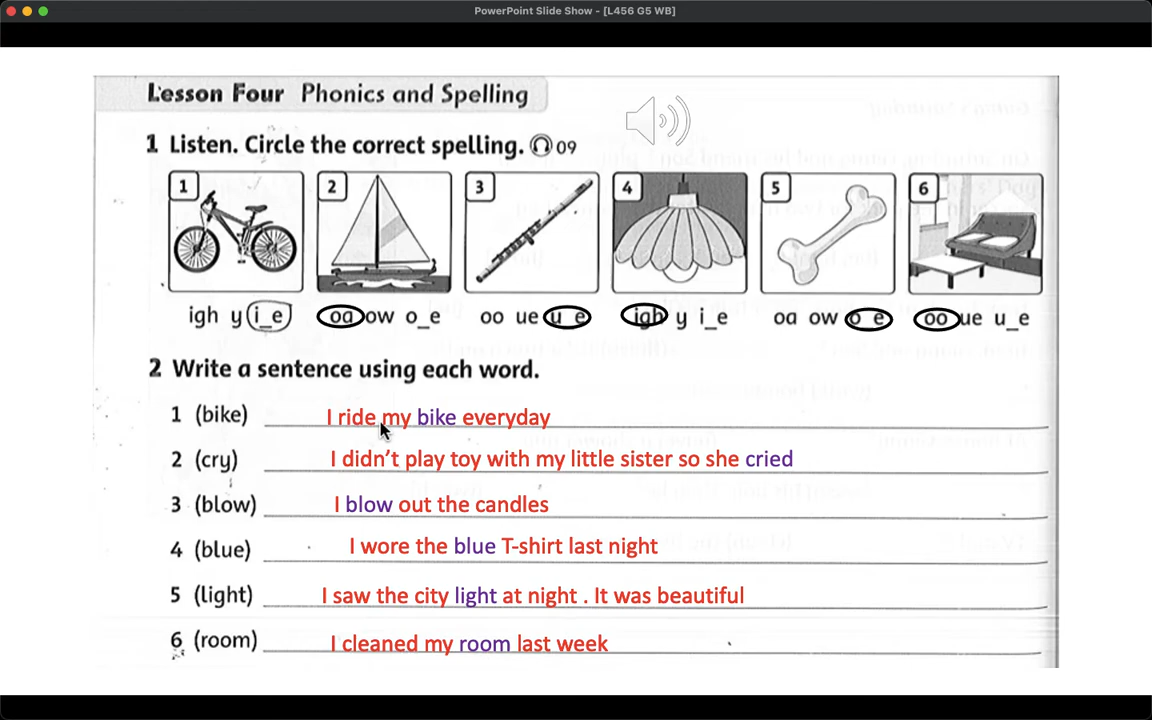 PowerPoint Slide Show - [L456 G5 WB]
Lesson Four Phonics and Spelling
1 Listen. Circle the correct spelling. 09
1 2 3 4 5 6
igh y i_e oa ow o_e oo ue u_e igh y i_e oa ow o_e oo ue u_e
2 Write a sentence using each word.
1 (bike) I ride my bike everyday
2 (cry) I didn't play toy with my little sister so she cried
3 (blow) I blow out the candles
4 (blue) I wore the blue T-shirt last night
5 (light) I saw the city light at night . It was beautiful
6 (room) I cleaned my room last week